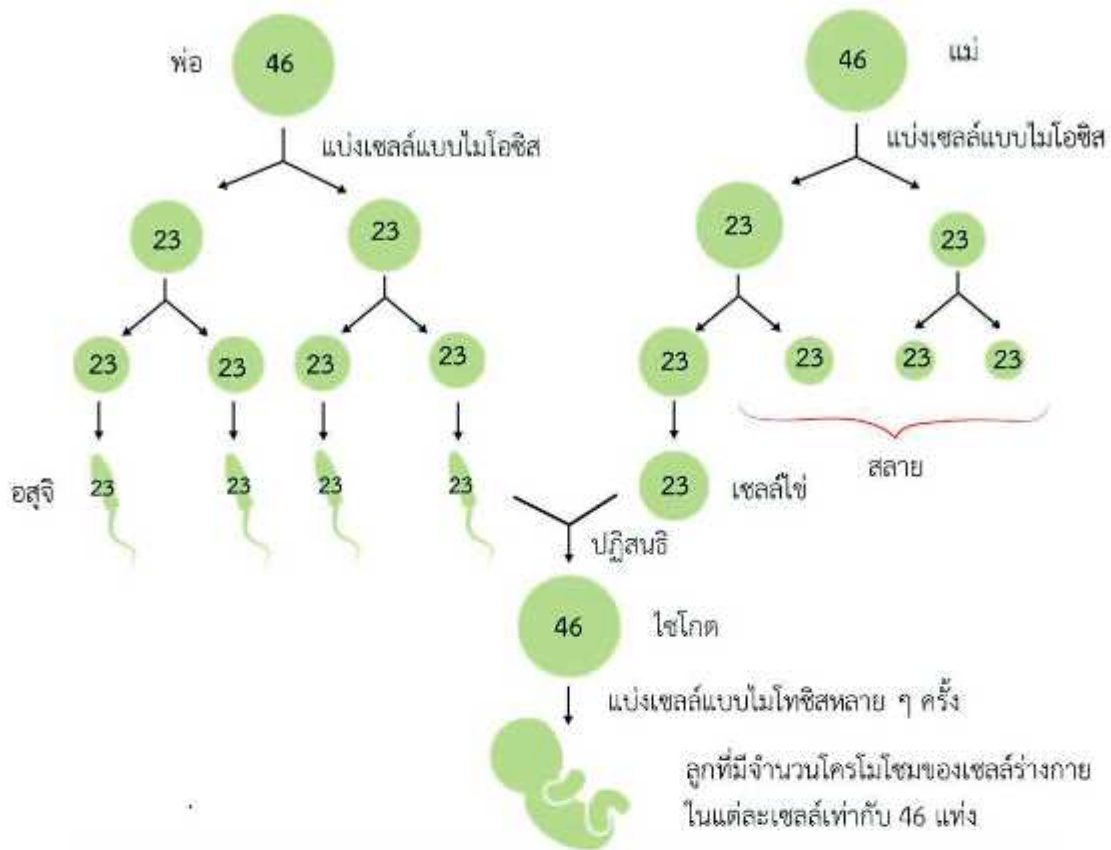 พ่อ
46
46
แม่
แบ่งเซลล์แบบไมโอซิส
แบ่งเซลล์แบบไมโอซิส
23
23
23
23
23
23
23
23
23
23
23
23
อสุจิ
23
23
23
23
23
เซลล์ไข่
สลาย
ปฏิสนธิ
46
ไซโกต
แบ่งเซลล์แบบไมโทซิสหลาย ๆ ครั้ง
ลูกที่มีจำนวนโครโมโซมของเซลล์ร่างกาย
ในแต่ละเซลล์เท่ากับ 46 แท่ง